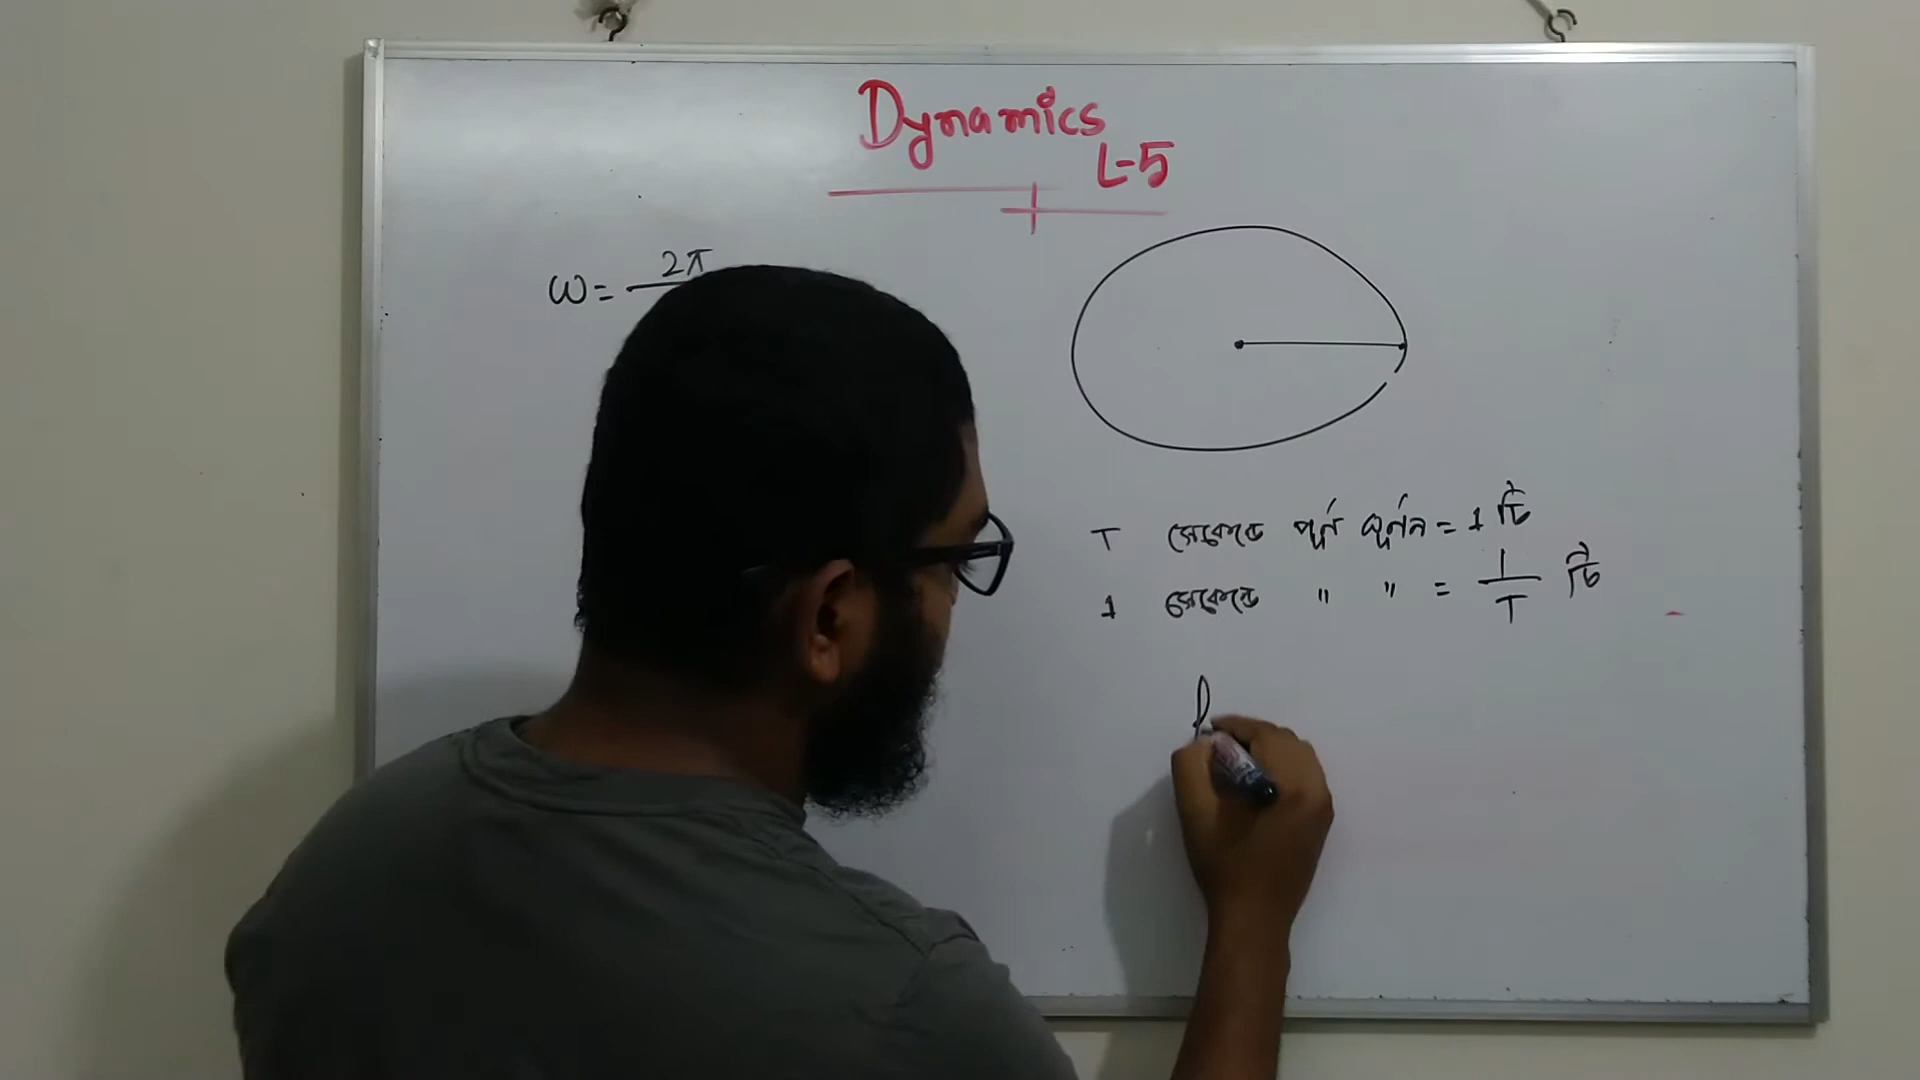 Dynamics
L-5
ω = 2π
T সেকেন্ডে পূর্ণ ঘূর্ণন = 1 টি
1 সেকেন্ডে " " = 1/T টি
f